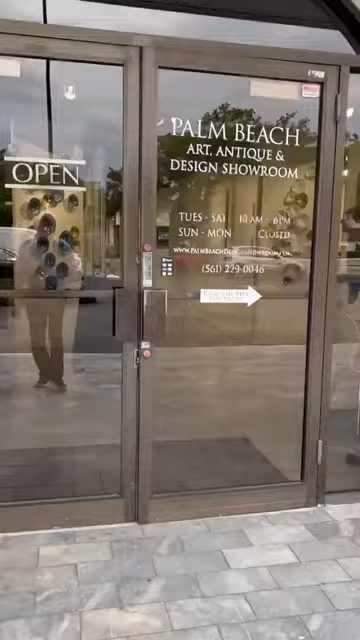 OPEN
PALM BEACH
ART, ANTIQUE &
DESIGN SHOWROOM
TUES - SAT 10 AM - 6PM
SUN - MON CLOSED
(561) 229-0046